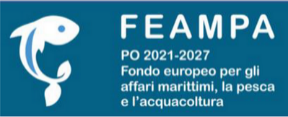 FEAMPA
PO 2021-2027
Fondo europeo per gli
affari marittimi, la pesca
e l'acquacoltura